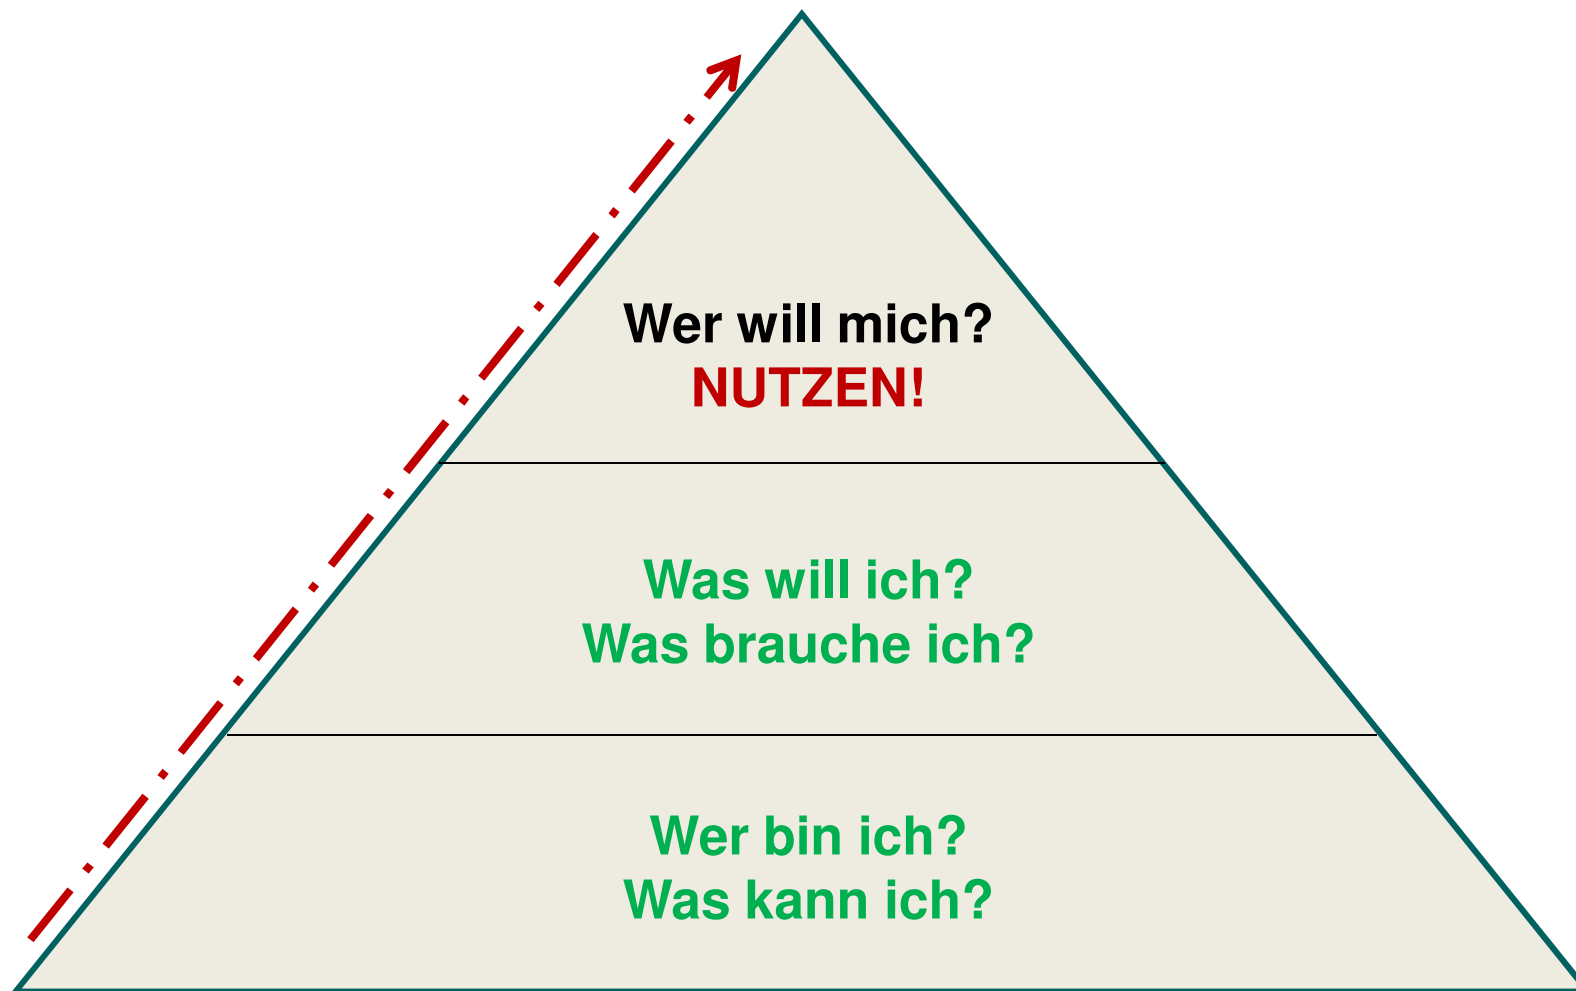 Wer will mich?
NUTZEN!
Was will ich?
Was brauche ich?
Wer bin ich?
Was kann ich?